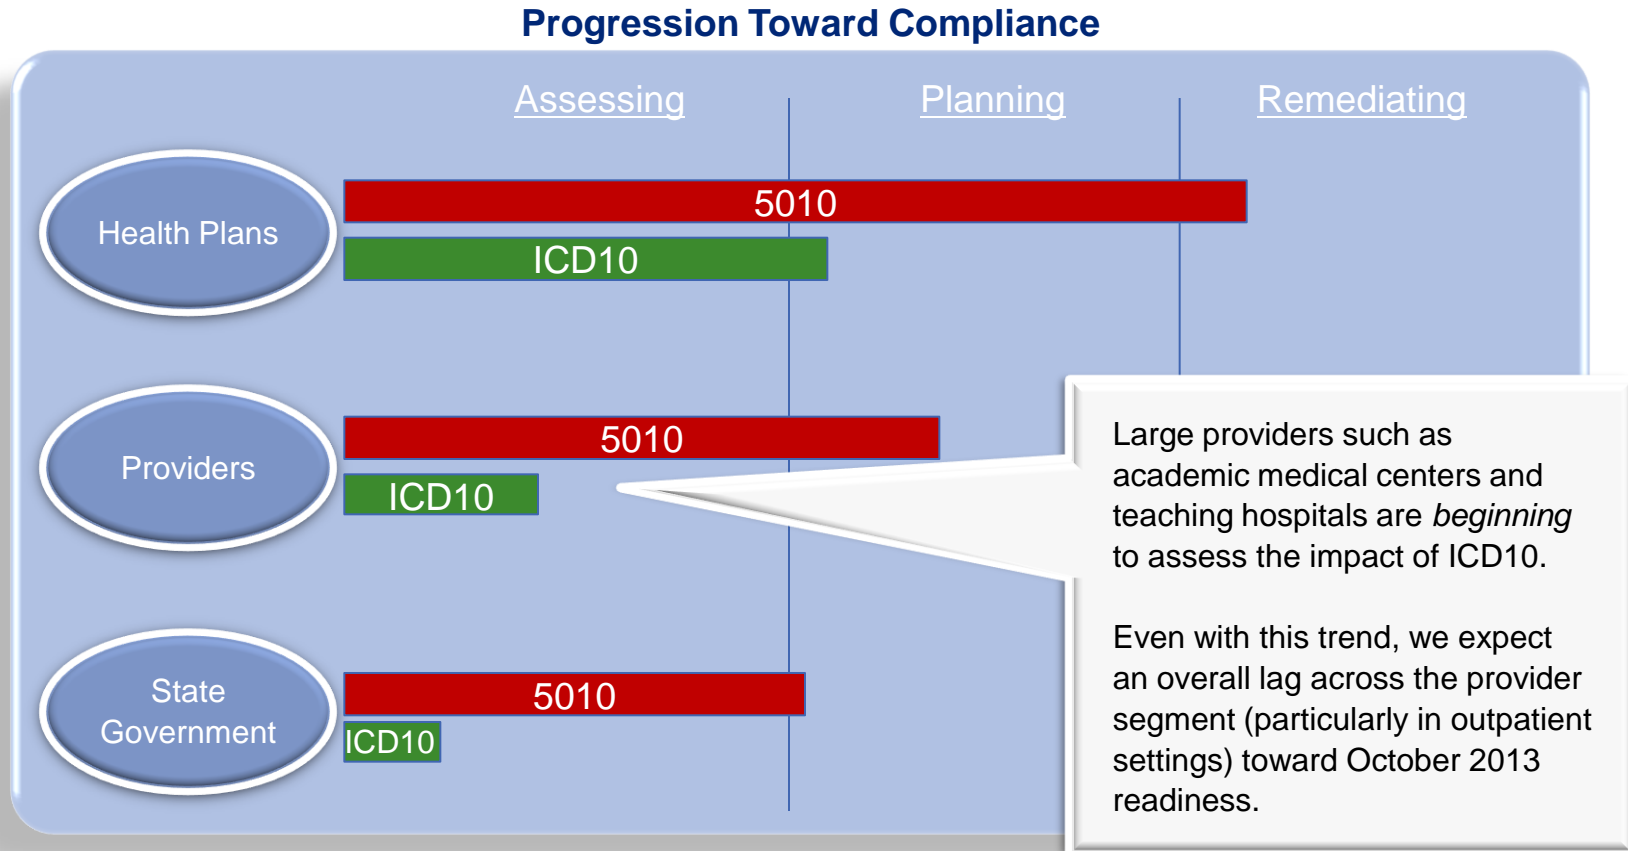 Progression Toward Compliance
Assessing
Planning
Remediating
Health Plans
5010
ICD10
Providers
5010
ICD10
State
Government
5010
ICD10
Large providers such as
academic medical centers and
teaching hospitals are beginning
to assess the impact of ICD10.
Even with this trend, we expect
an overall lag across the provider
segment (particularly in outpatient
settings) toward October 2013
readiness.